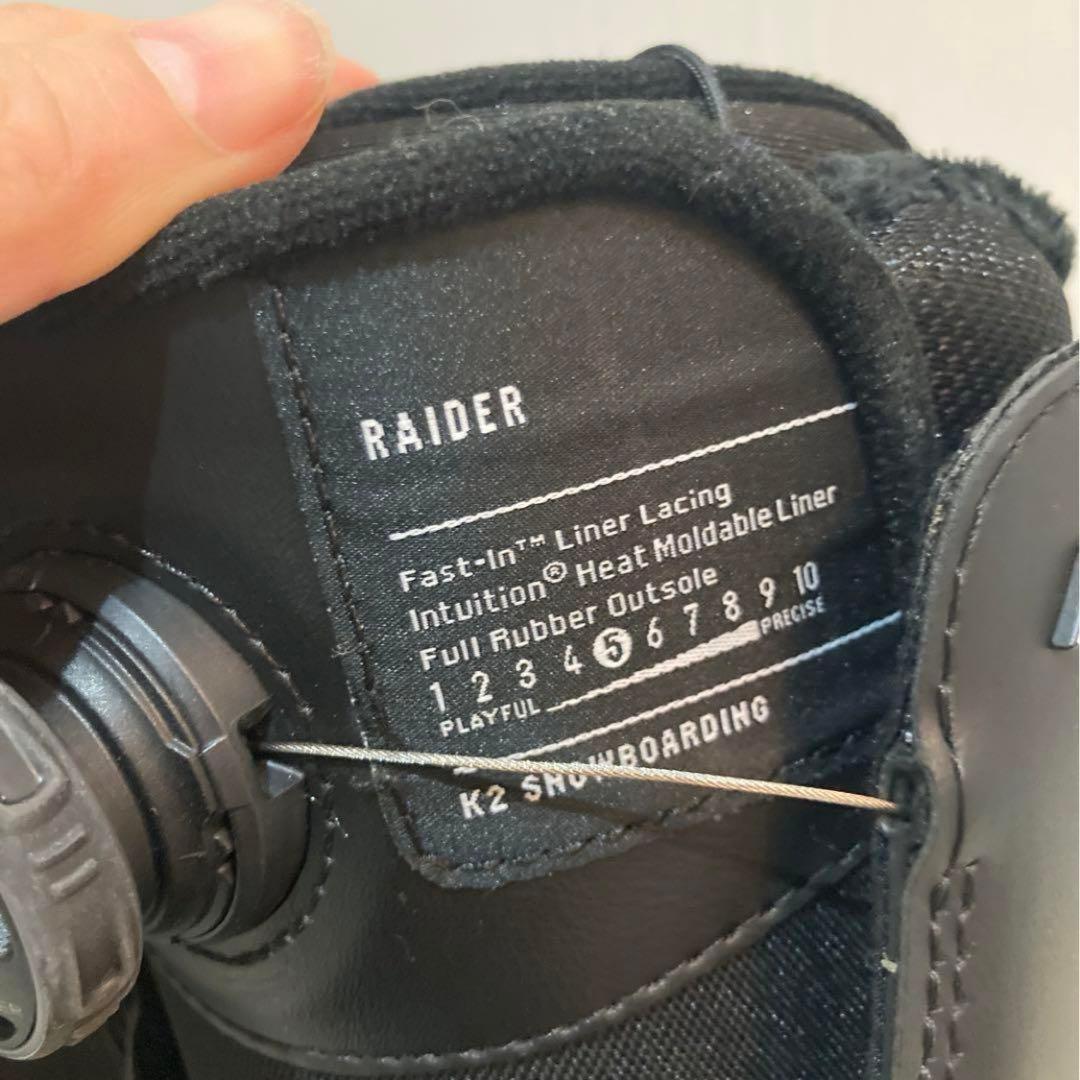 RAIDER
Fast-In™ Liner Lacing
Intuition® Heat Moldable Liner
Full Rubber Outsole
1 2 3 4 5 6 7 8 9 10
PLAYFUL PRECISE
K2 SNOWBOARDING